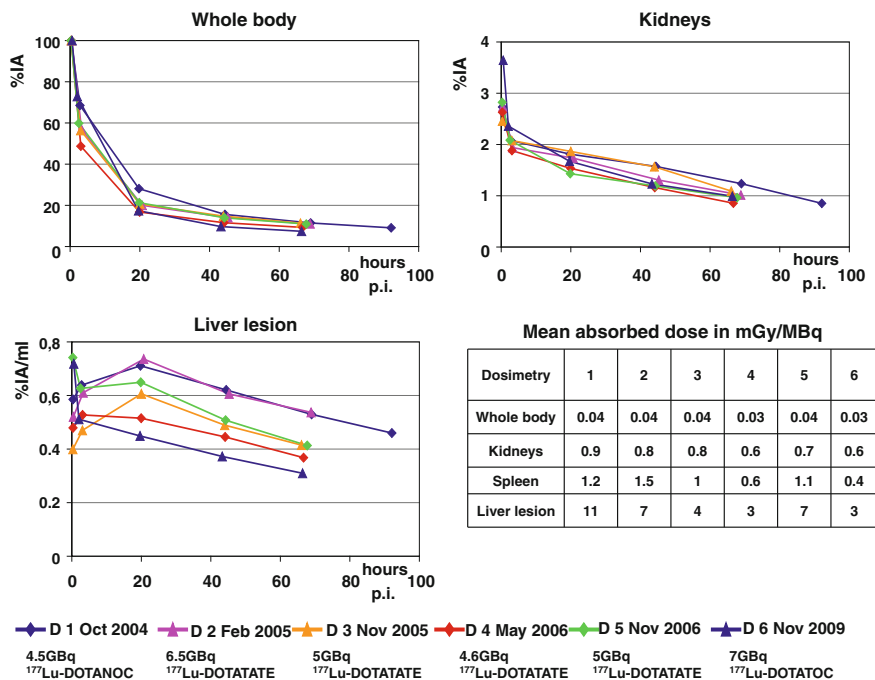 Whole body
%IA
100
80
60
40
20
0
0 20 40 60 80 100
hours
p.i.
Kidneys
%IA
4
3
2
1
0
0 20 40 60 80 100
hours
p.i.
Liver lesion
%IA/ml
0,8
0,6
0.4
0.2
0
0 20 40 60 80 100
hours
p.i.
Mean absorbed dose in mGy/MBq
Dosimetry 1 2 3 4 5 6
Whole body 0.04 0.04 0.04 0.03 0.04 0.03
Kidneys 0.9 0.8 0.8 0.6 0.7 0.6
Spleen 1.2 1.5 1 0.6 1.1 0.4
Liver lesion 11 7 4 3 7 3
D 1 Oct 2004 D 2 Feb 2005 D 3 Nov 2005 D 4 May 2006 D 5 Nov 2006 D 6 Nov 2009
4.5GBq 6.5GBq 5GBq 4.6GBq 5GBq 7GBq
¹⁷⁷Lu-DOTANOC ¹⁷⁷Lu-DOTATATE ¹⁷⁷Lu-DOTATATE ¹⁷⁷Lu-DOTATATE ¹⁷⁷Lu-DOTATATE ¹⁷⁷Lu-DOTATOC